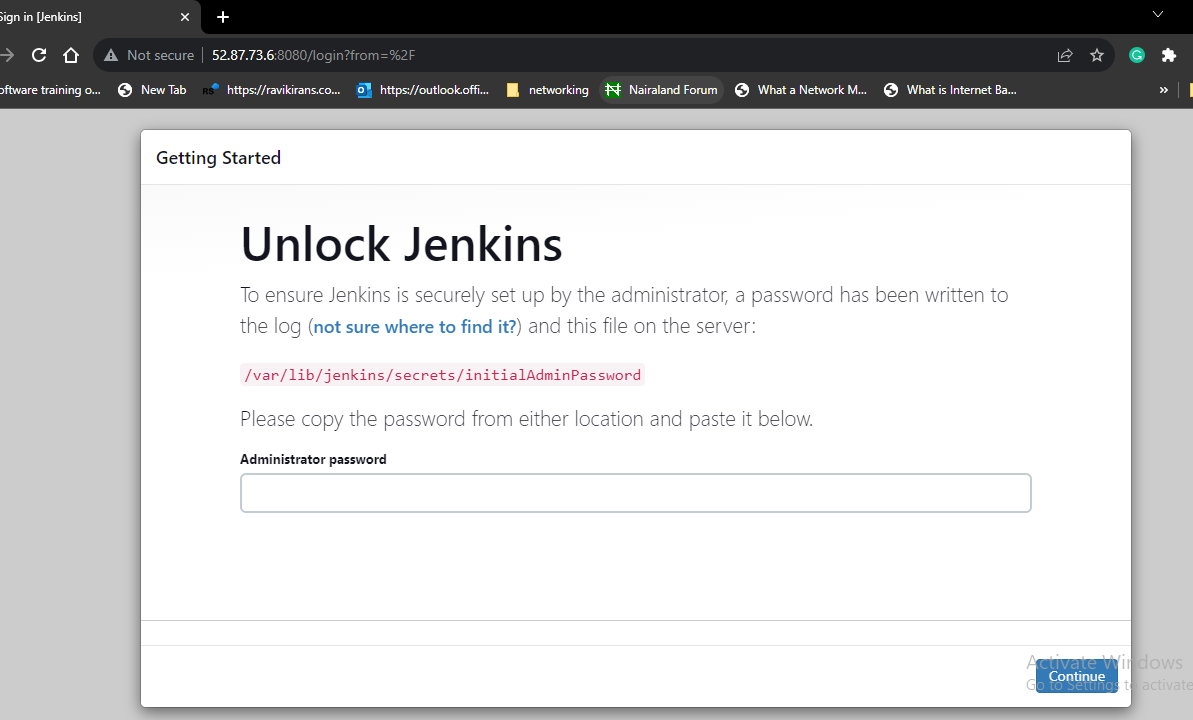 Sign in [Jenkins]
Not secure 52.87.73.6:8080/login?from=%2F
oftware training o... New Tab RS https://ravikirans.co... https://outlook.offi... networking Nairaland Forum What a Network M... What is Internet Ba... »
Getting Started
Unlock Jenkins
To ensure Jenkins is securely set up by the administrator, a password has been written to
the log (not sure where to find it?) and this file on the server:
/var/lib/jenkins/secrets/initialAdminPassword
Please copy the password from either location and paste it below.
Administrator password
Activate Windows
Continue
Go to Settings to activate